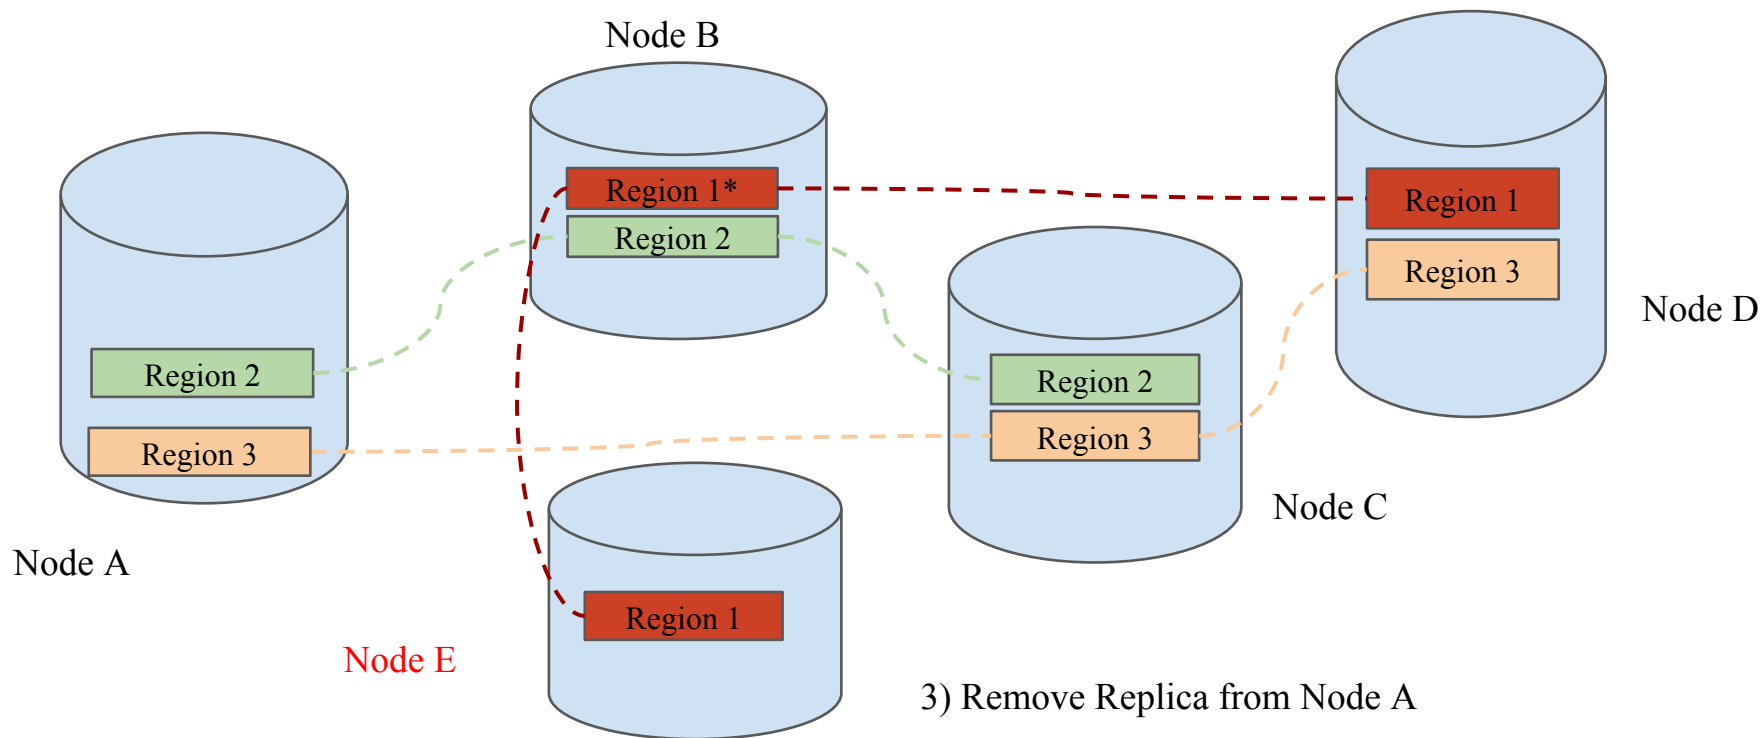 Node B
Region 1*
Region 2
Region 1
Region 3
Node D
Region 2
Region 3
Node A
Region 2
Region 3
Node C
Region 1
Node E
3) Remove Replica from Node A